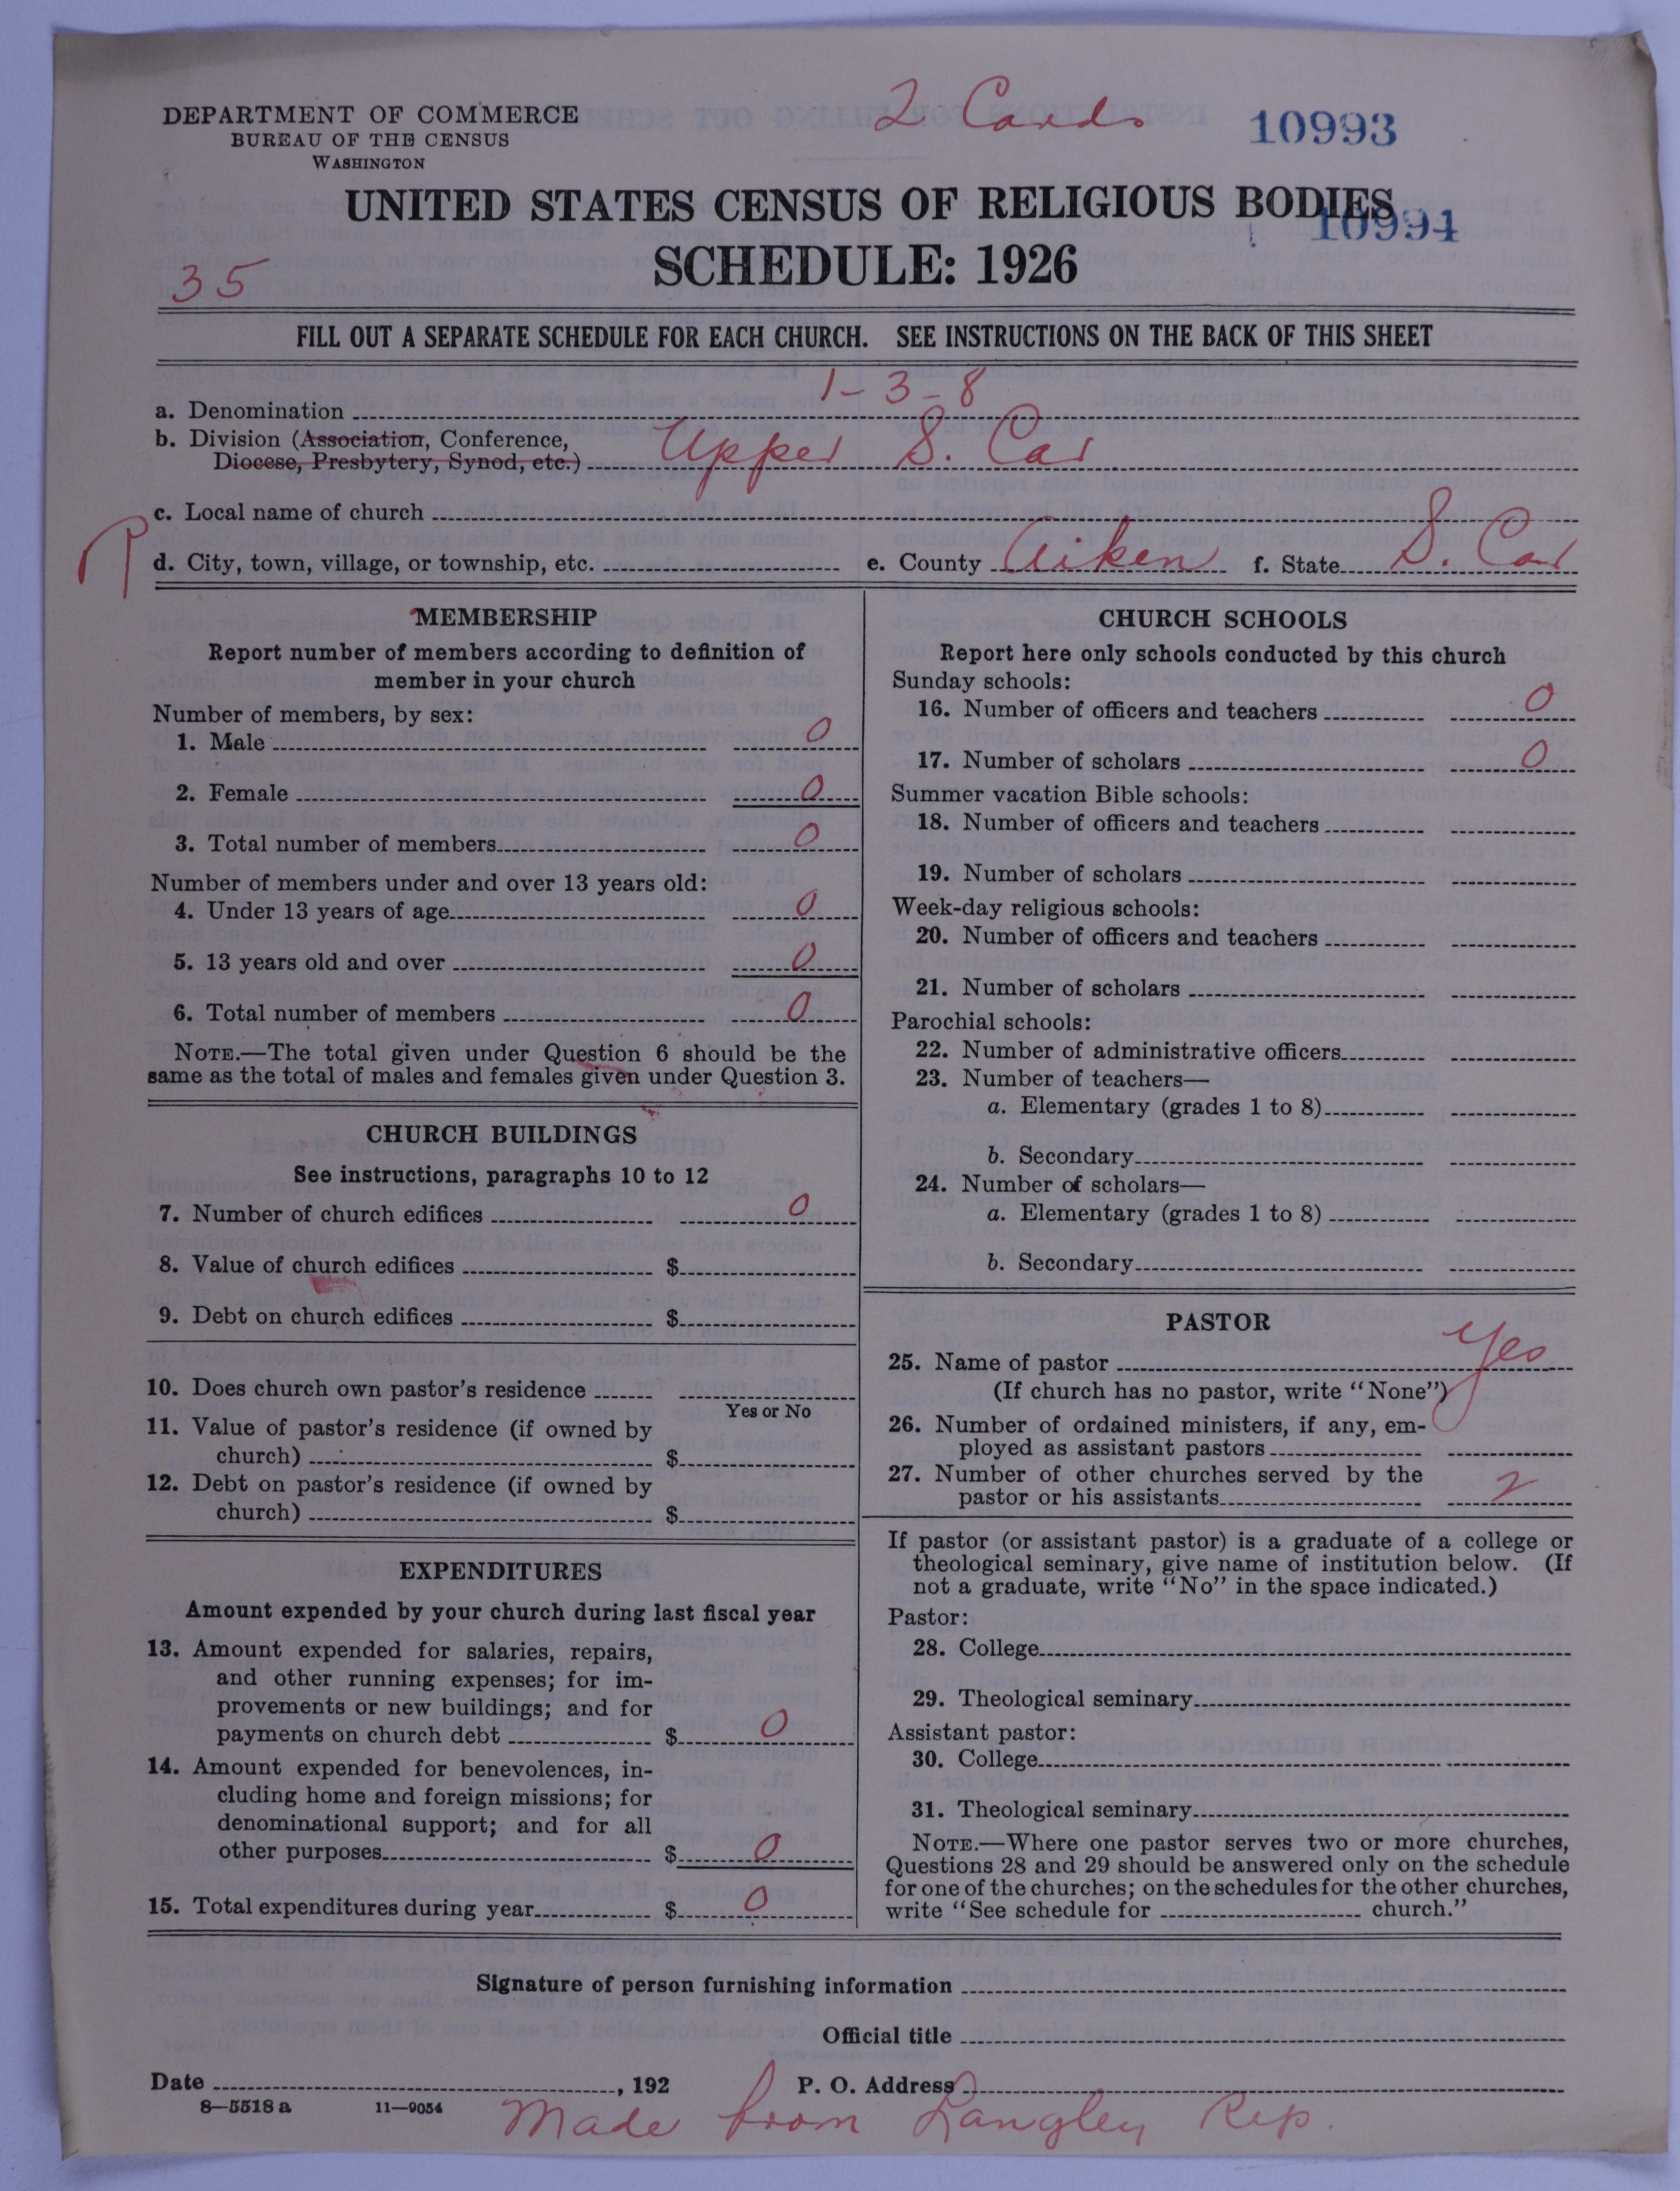 DEPARTMENT OF COMMERCE
BUREAU OF THE CENSUS
WASHINGTON
2 Cards
10993
UNITED STATES CENSUS OF RELIGIOUS BODIES
10994
SCHEDULE: 1926
35
FILL OUT A SEPARATE SCHEDULE FOR EACH CHURCH. SEE INSTRUCTIONS ON THE BACK OF THIS SHEET
a. Denomination 1-3-8
b. Division (Association, Conference,
Diocese, Presbytery, Synod, etc.) Upper S. Car
c. Local name of church
d. City, town, village, or township, etc. e. County Aiken f. State S. Car
MEMBERSHIP
Report number of members according to definition of
member in your church
Number of members, by sex:
1. Male 0
2. Female 0
3. Total number of members 0
Number of members under and over 13 years old:
4. Under 13 years of age 0
5. 13 years old and over 0
6. Total number of members 0
NOTE.—The total given under Question 6 should be the
same as the total of males and females given under Question 3.
CHURCH BUILDINGS
See instructions, paragraphs 10 to 12
7. Number of church edifices 0
8. Value of church edifices $
9. Debt on church edifices $
10. Does church own pastor's residence
Yes or No
11. Value of pastor's residence (if owned by
church) $
12. Debt on pastor's residence (if owned by
church) $
EXPENDITURES
Amount expended by your church during last fiscal year
13. Amount expended for salaries, repairs,
and other running expenses; for im-
provements or new buildings; and for
payments on church debt $ 0
14. Amount expended for benevolences, in-
cluding home and foreign missions; for
denominational support; and for all
other purposes $ 0
15. Total expenditures during year $ 0
CHURCH SCHOOLS
Report here only schools conducted by this church
Sunday schools:
16. Number of officers and teachers 0
17. Number of scholars 0
Summer vacation Bible schools:
18. Number of officers and teachers
19. Number of scholars
Week-day religious schools:
20. Number of officers and teachers
21. Number of scholars
Parochial schools:
22. Number of administrative officers
23. Number of teachers—
a. Elementary (grades 1 to 8)
b. Secondary
24. Number of scholars—
a. Elementary (grades 1 to 8)
b. Secondary
PASTOR
25. Name of pastor Yes
(If church has no pastor, write "None")
26. Number of ordained ministers, if any, em-
ployed as assistant pastors
27. Number of other churches served by the
pastor or his assistants 2
If pastor (or assistant pastor) is a graduate of a college or
theological seminary, give name of institution below. (If
not a graduate, write "No" in the space indicated.)
Pastor:
28. College
29. Theological seminary
Assistant pastor:
30. College
31. Theological seminary
NOTE.—Where one pastor serves two or more churches,
Questions 28 and 29 should be answered only on the schedule
for one of the churches; on the schedules for the other churches,
write "See schedule for church."
Signature of person furnishing information
Official title
Date , 192 P. O. Address
8—5518 a 11—9054
Made from Langley Rep.